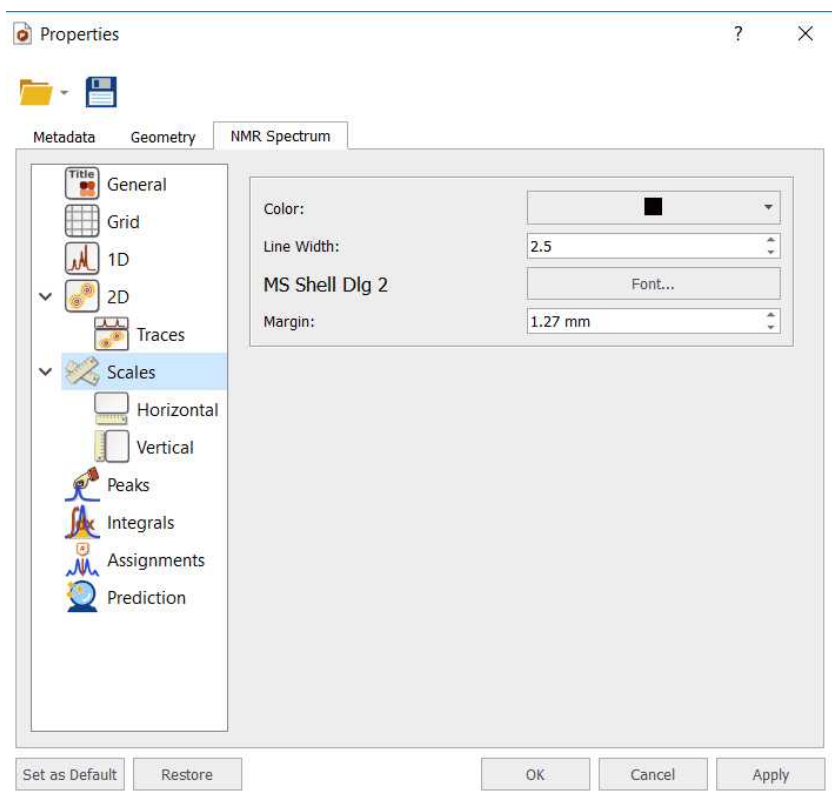 Properties
?
Metadata Geometry NMR Spectrum
Title
General
Grid
1D
2D
Traces
Scales
Horizontal
Vertical
Peaks
Integrals
Assignments
Prediction
Color:
Line Width: 2.5
MS Shell Dlg 2 Font...
Margin: 1.27 mm
Set as Default Restore OK Cancel Apply